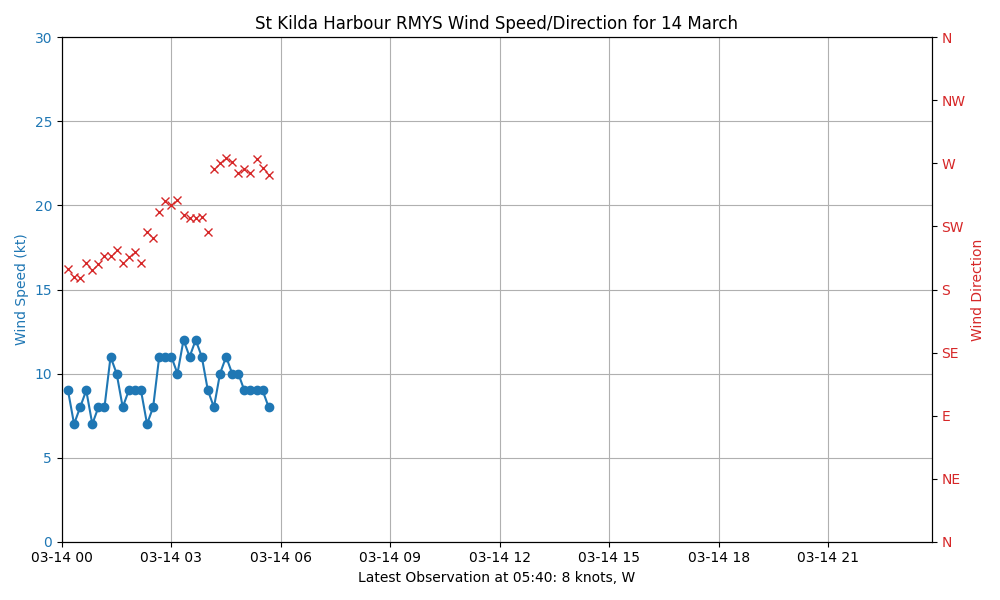 St Kilda Harbour RMYS Wind Speed/Direction for 14 March
Wind Speed (kt)
30
25
20
15
10
5
0
N
NW
W
SW
S
SE
E
NE
N
Wind Direction
03-14 00
03-14 03
03-14 06
03-14 09
03-14 12
03-14 15
03-14 18
03-14 21
Latest Observation at 05:40: 8 knots, W